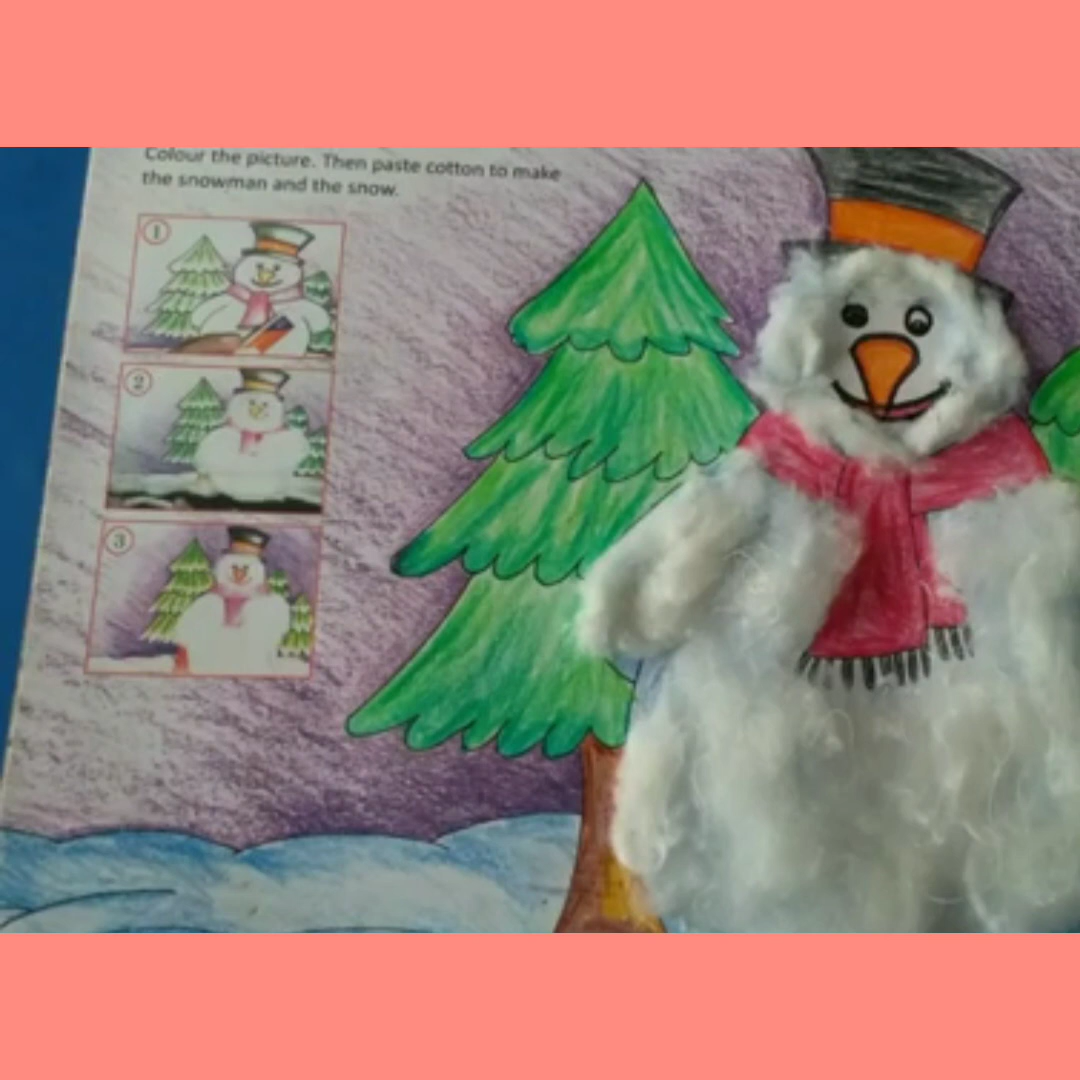 Colour the picture. Then paste cotton to make
the snowman and the snow.
1
2
3